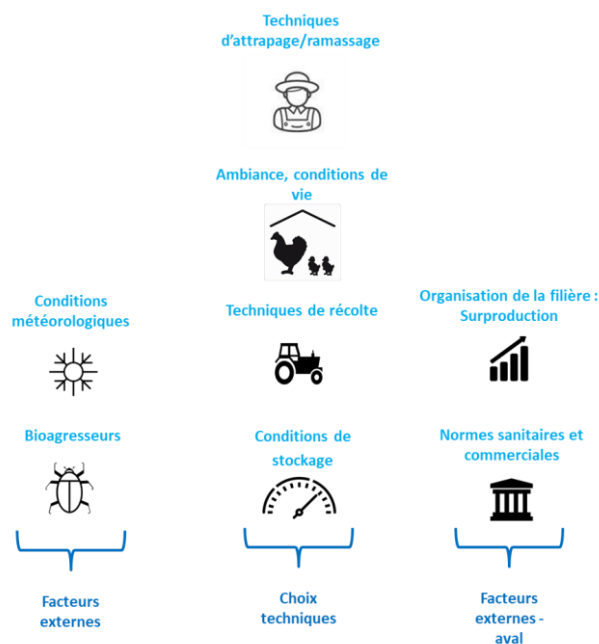 Techniques
d'attrapage/ramassage
Ambiance, conditions de
vie
Conditions
météorologiques
Techniques de récolte
Organisation de la filière :
Surproduction
Bioagresseurs
Conditions de
stockage
Normes sanitaires et
commerciales
Facteurs
externes
Choix
techniques
Facteurs
externes -
aval